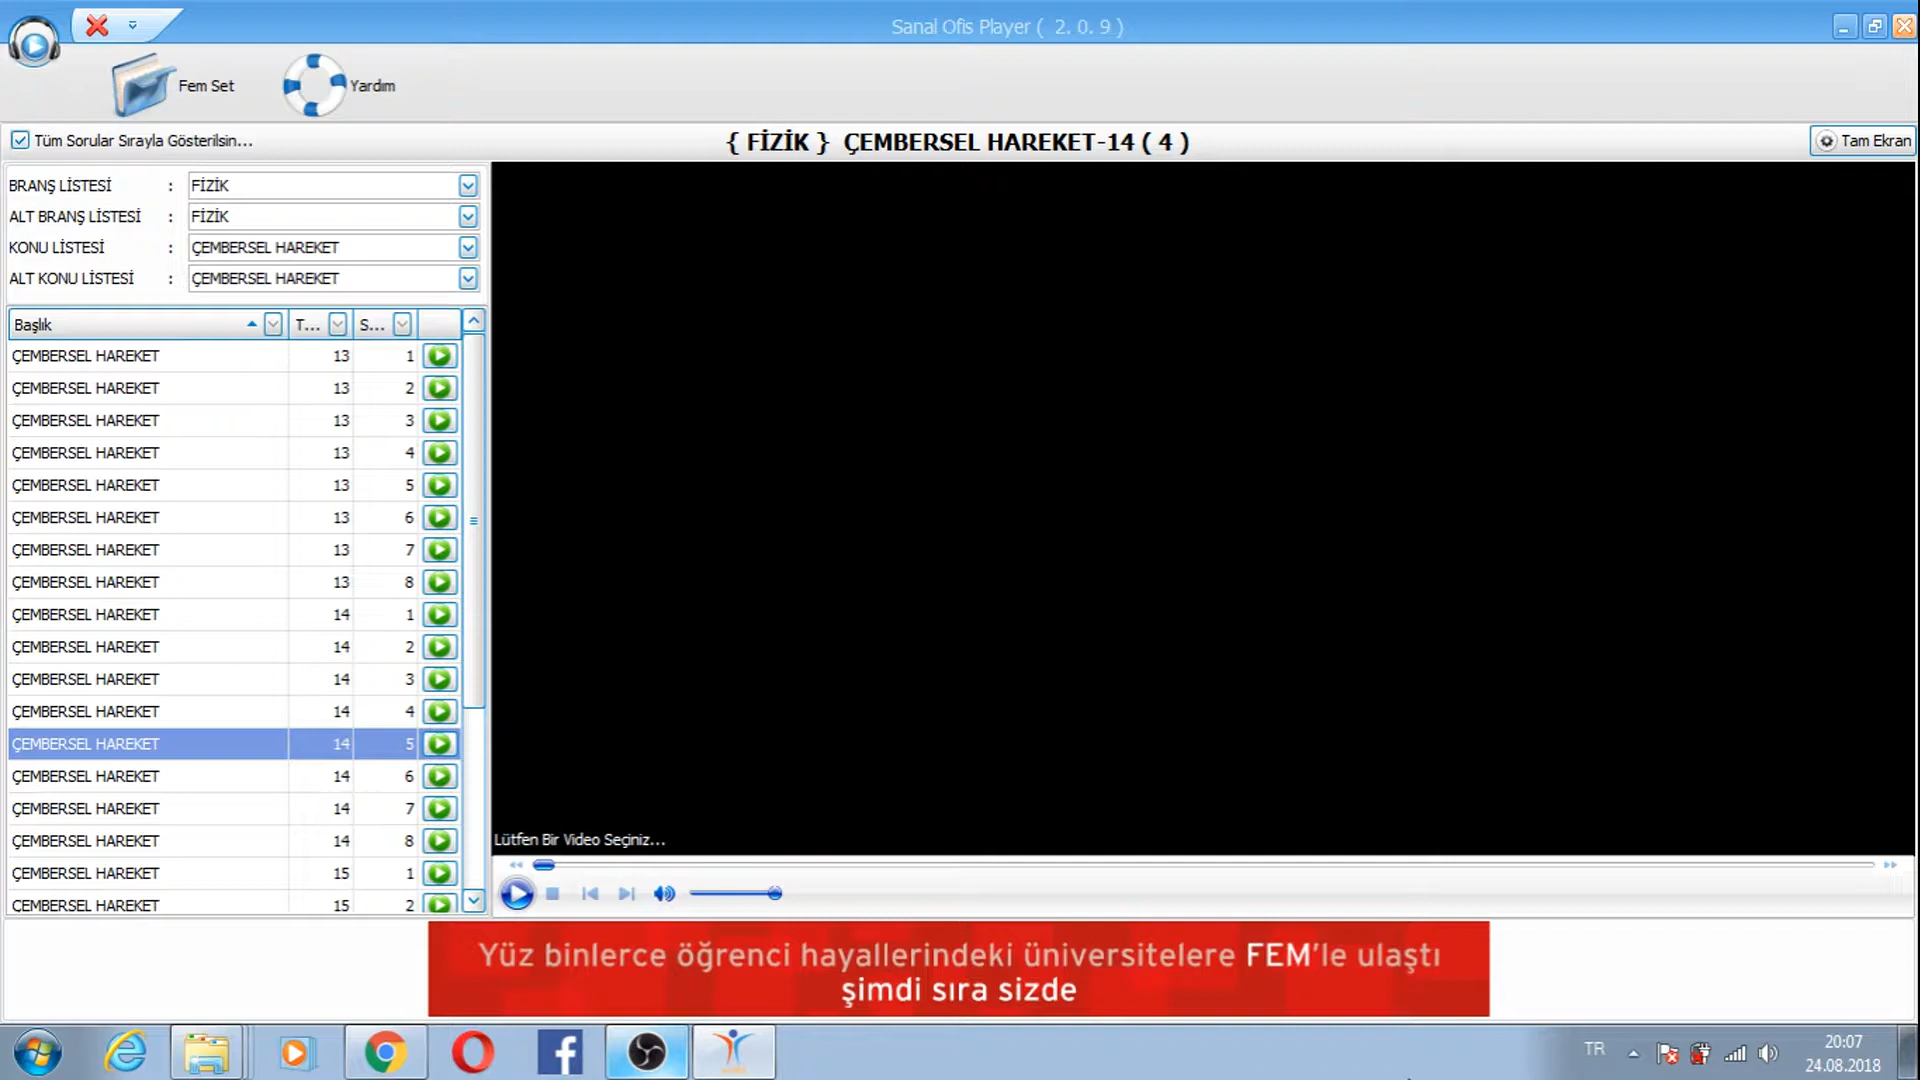 Sanal Ofis Player ( 2. 0. 9 )
Fem Set
Yardım
Tüm Sorular Sırayla Gösterilsin...
{ FİZİK } ÇEMBERSEL HAREKET-14 ( 4 )
Tam Ekran
BRANŞ LİSTESİ : FİZİK
ALT BRANŞ LİSTESİ : FİZİK
KONU LİSTESİ : ÇEMBERSEL HAREKET
ALT KONU LİSTESİ : ÇEMBERSEL HAREKET
Başlık T... S...
ÇEMBERSEL HAREKET 13 1
ÇEMBERSEL HAREKET 13 2
ÇEMBERSEL HAREKET 13 3
ÇEMBERSEL HAREKET 13 4
ÇEMBERSEL HAREKET 13 5
ÇEMBERSEL HAREKET 13 6
ÇEMBERSEL HAREKET 13 7
ÇEMBERSEL HAREKET 13 8
ÇEMBERSEL HAREKET 14 1
ÇEMBERSEL HAREKET 14 2
ÇEMBERSEL HAREKET 14 3
ÇEMBERSEL HAREKET 14 4
ÇEMBERSEL HAREKET 14 5
ÇEMBERSEL HAREKET 14 6
ÇEMBERSEL HAREKET 14 7
ÇEMBERSEL HAREKET 14 8
ÇEMBERSEL HAREKET 15 1
ÇEMBERSEL HAREKET 15 2
Lütfen Bir Video Seçiniz...
Yüz binlerce öğrenci hayallerindeki üniversitelere FEM'le ulaştı
şimdi sıra sizde
TR
20:07
24.08.2018